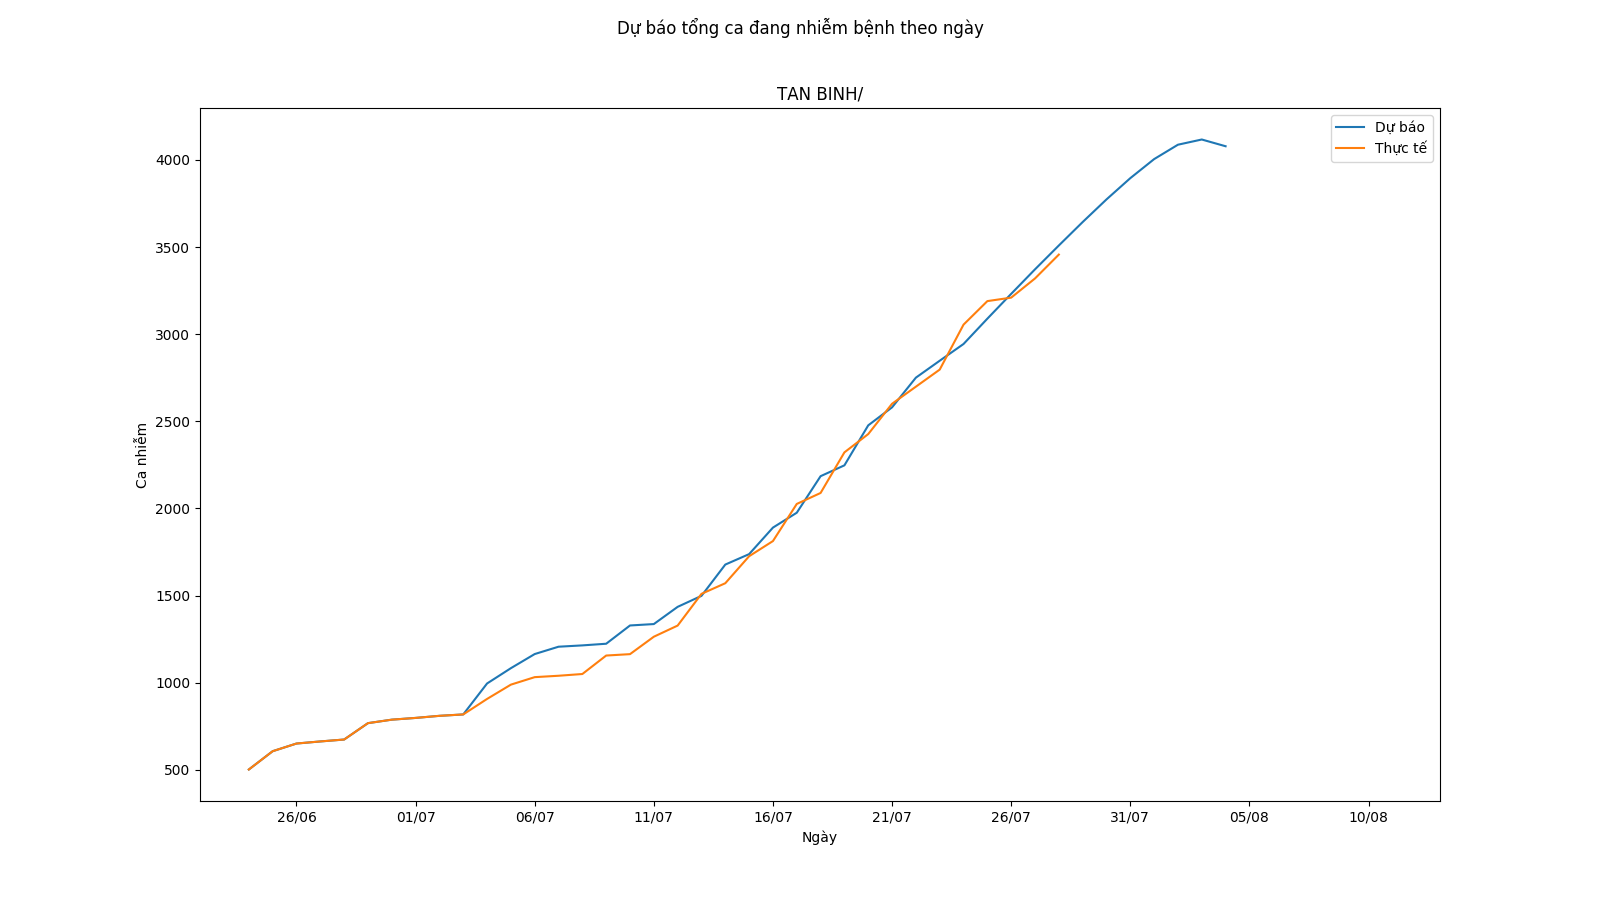 Dự báo tổng ca đang nhiễm bệnh theo ngày
TAN BINH/
Dự báo
Thực tế
4000
3500
3000
2500
2000
1500
1000
500
Ca nhiễm
26/06 01/07 06/07 11/07 16/07 21/07 26/07 31/07 05/08 10/08
Ngày